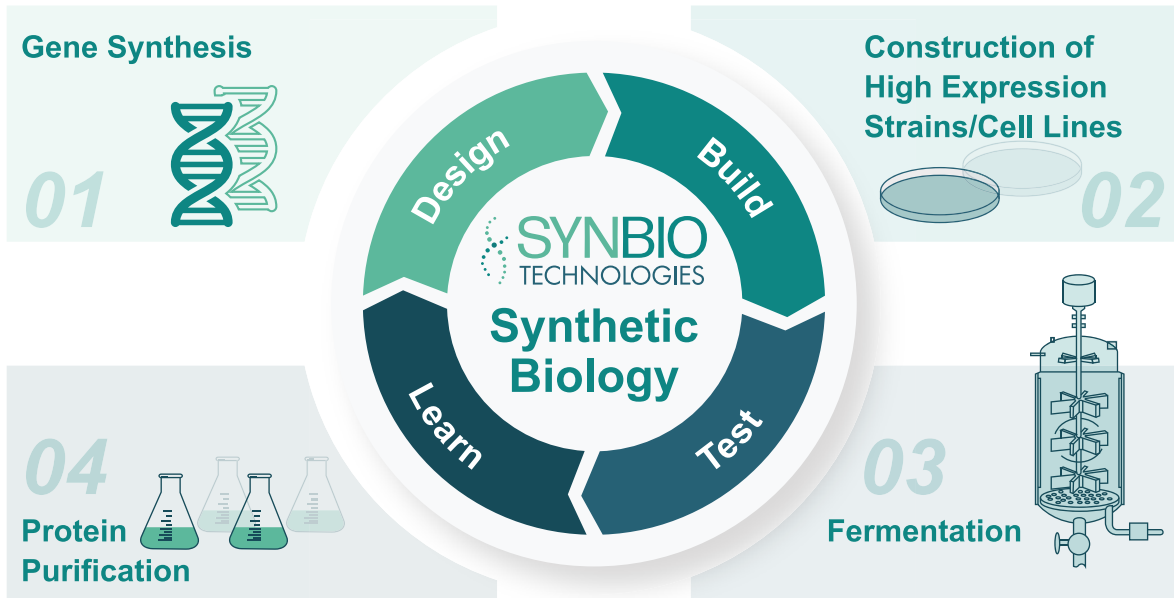 Gene Synthesis
01
Construction of
High Expression
Strains/Cell Lines
02
Design
Build
Test
Learn
SYNBIO
TECHNOLOGIES
Synthetic
Biology
03
Fermentation
04
Protein
Purification